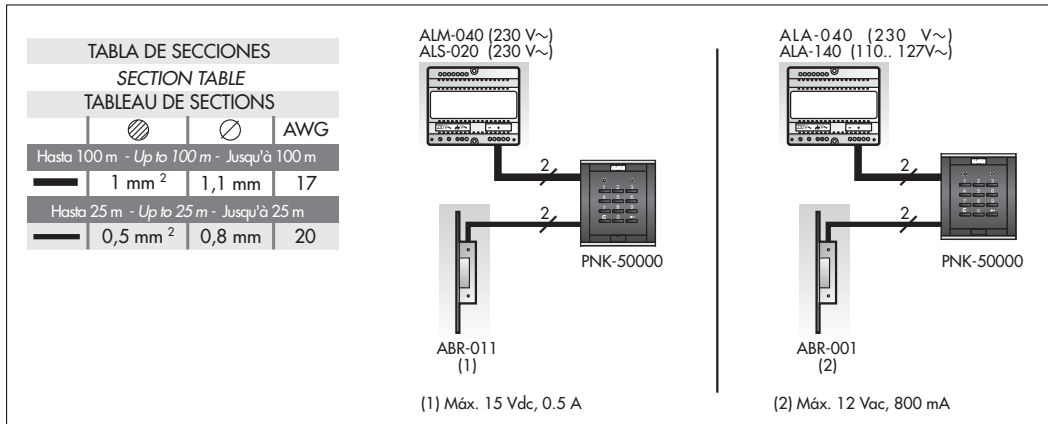 TABLA DE SECCIONES
SECTION TABLE
TABLEAU DE SECTIONS
AWG
Hasta 100 m - Up to 100 m - Jusqu'à 100 m
1 mm ² 1,1 mm 17
Hasta 25 m - Up to 25 m - Jusqu'à 25 m
0,5 mm ² 0,8 mm 20
ALM-040 (230 V~)
ALS-020 (230 V~)
2
2
PNK-50000
ABR-011
(1)
(1) Máx. 15 Vdc, 0.5 A
ALA-040 (230 V~)
ALA-140 (110.. 127V~)
2
2
PNK-50000
ABR-001
(2)
(2) Máx. 12 Vac, 800 mA